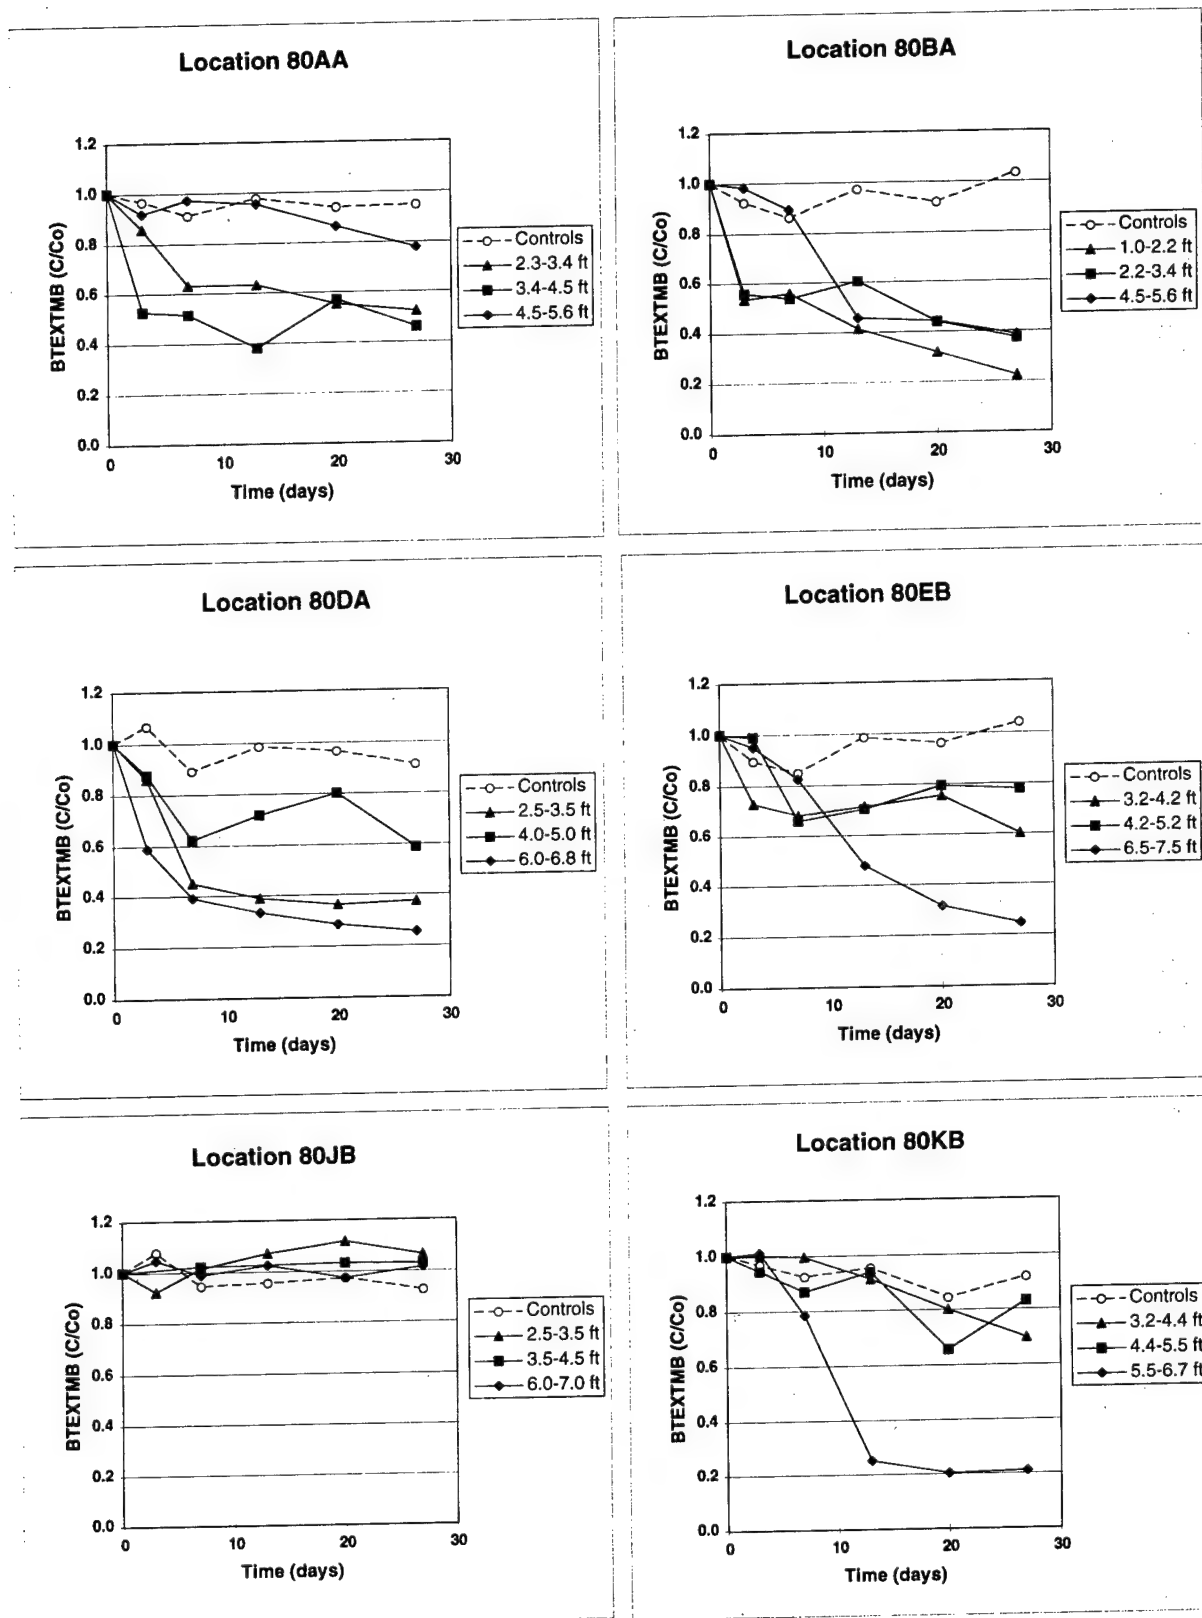 Location 80AA
BTEXTMB (C/Co)
1.2
1.0
0.8
0.6
0.4
0.2
0.0
0
10
20
30
Time (days)
Controls
2.3-3.4 ft
3.4-4.5 ft
4.5-5.6 ft
Location 80BA
BTEXTMB (C/Co)
1.2
1.0
0.8
0.6
0.4
0.2
0.0
0
10
20
30
Time (days)
Controls
1.0-2.2 ft
2.2-3.4 ft
4.5-5.6 ft
Location 80DA
BTEXTMB (C/Co)
1.2
1.0
0.8
0.6
0.4
0.2
0.0
0
10
20
30
Time (days)
Controls
2.5-3.5 ft
4.0-5.0 ft
6.0-6.8 ft
Location 80EB
BTEXTMB (C/Co)
1.2
1.0
0.8
0.6
0.4
0.2
0.0
0
10
20
30
Time (days)
Controls
3.2-4.2 ft
4.2-5.2 ft
6.5-7.5 ft
Location 80JB
BTEXTMB (C/Co)
1.2
1.0
0.8
0.6
0.4
0.2
0.0
0
10
20
30
Time (days)
Controls
2.5-3.5 ft
3.5-4.5 ft
6.0-7.0 ft
Location 80KB
BTEXTMB (C/Co)
1.2
1.0
0.8
0.6
0.4
0.2
0.0
0
10
20
30
Time (days)
Controls
3.2-4.4 ft
4.4-5.5 ft
5.5-6.7 ft